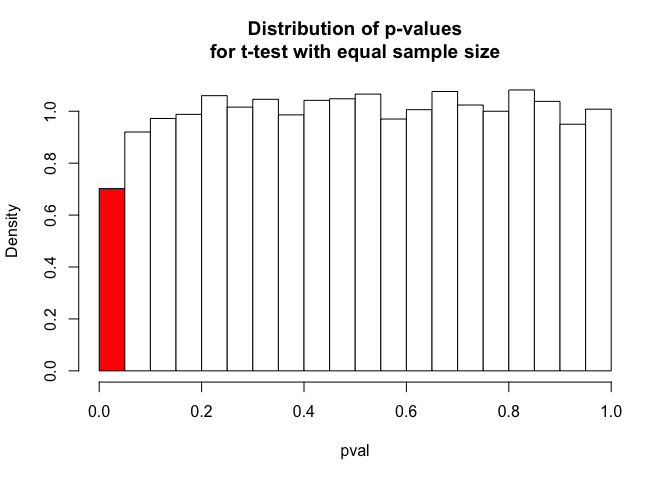 Distribution of p-values
for t-test with equal sample size
Density
1.0
0.8
0.6
0.4
0.2
0.0
0.0 0.2 0.4 0.6 0.8 1.0
pval